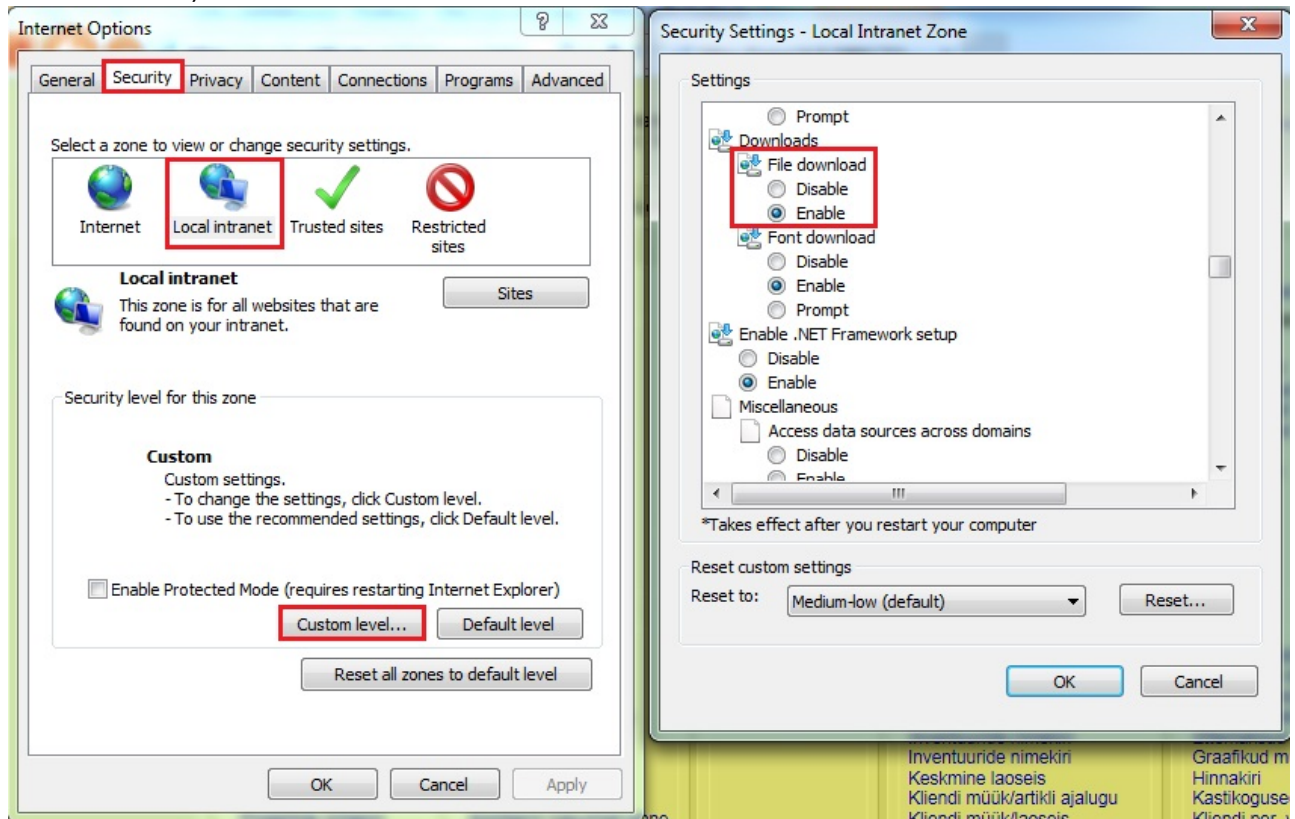 Internet Options
General Security Privacy Content Connections Programs Advanced
Select a zone to view or change security settings.
Internet
Local intranet
Trusted sites
Restricted
sites
Local intranet
This zone is for all websites that are
found on your intranet.
Sites
Security level for this zone
Custom
Custom settings.
- To change the settings, click Custom level.
- To use the recommended settings, click Default level.
Enable Protected Mode (requires restarting Internet Explorer)
Custom level... Default level
Reset all zones to default level
OK Cancel Apply
Security Settings - Local Intranet Zone
Settings
Prompt
Downloads
File download
Disable
Enable
Font download
Disable
Enable
Prompt
Enable .NET Framework setup
Disable
Enable
Miscellaneous
Access data sources across domains
Disable
Enable
*Takes effect after you restart your computer
Reset custom settings
Reset to: Medium-low (default) Reset...
OK Cancel
Inventuuride nimekiri
Keskmine laoseis
Kliendi müük/artikli ajalugu
Kliendi müük/laoseis
Graafikud m
Hinnakiri
Kastikoguse
Kliendi per.